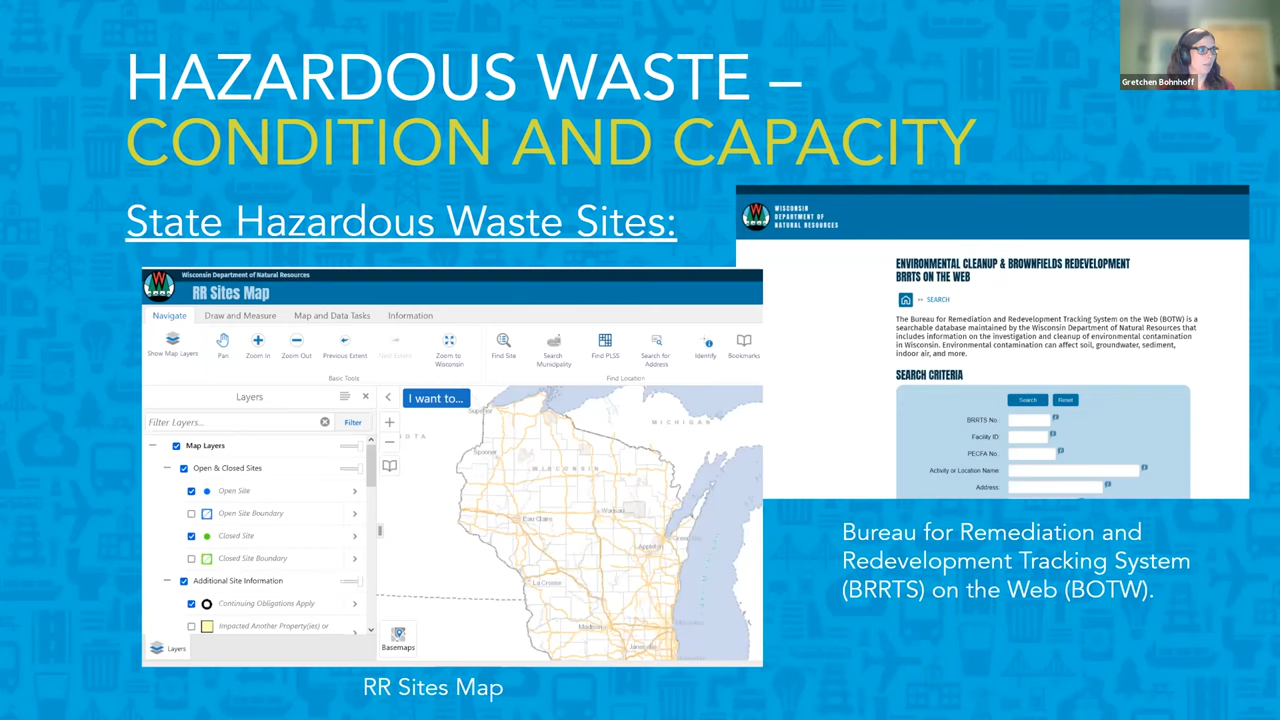 HAZARDOUS WASTE –
CONDITION AND CAPACITY
Gretchen Bohnhoff
State Hazardous Waste Sites:
Wisconsin Department of Natural Resources
RR Sites Map
Navigate
Draw and Measure
Map and Data Tasks
Information
Show Map Layers
Pan
Zoom In
Zoom Out
Previous Extent
Next Extent
Zoom to
Wisconsin
Find Site
Search
Municipality
Find PLSS
Search for
Address
Identify
Bookmarks
Basic Tools
Find Location
Layers
I want to...
Filter Layers...
Filter
Map Layers
Open & Closed Sites
Open Site
Open Site Boundary
Closed Site
Closed Site Boundary
Additional Site Information
Continuing Obligations Apply
Impacted Another Property(ies) or
Layers
Basemaps
Superior
MICHIGAN
OTA
Spooner
WISCONSIN
Wausau
Eau Claire
Appleton
La Crosse
Madison
Janesville
RR Sites Map
WISCONSIN
DEPARTMENT OF
NATURAL RESOURCES
ENVIRONMENTAL CLEANUP & BROWNFIELDS REDEVELOPMENT
BRRTS ON THE WEB
SEARCH
The Bureau for Remediation and Redevelopment Tracking System on the Web (BOTW) is a
searchable database maintained by the Wisconsin Department of Natural Resources that
includes information on the investigation and cleanup of environmental contamination
in Wisconsin. Environmental contamination can affect soil, groundwater, sediment,
indoor air, and more.
SEARCH CRITERIA
Search
Reset
BRRTS No.
Facility ID:
PECFA No.
Activity or Location Name:
Address:
Bureau for Remediation and
Redevelopment Tracking System
(BRRTS) on the Web (BOTW).